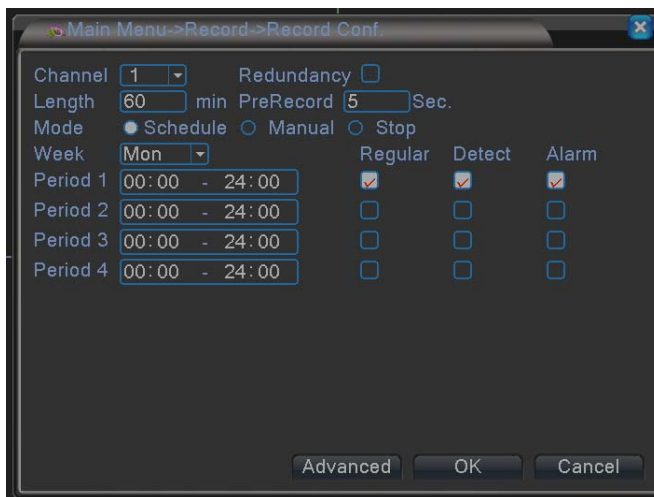 Main Menu->Record->Record Conf.
Channel 1 Redundancy
Length 60 min PreRecord 5 Sec.
Mode Schedule Manual Stop
Week Mon Regular Detect Alarm
Period 1 00:00 - 24:00
Period 2 00:00 - 24:00
Period 3 00:00 - 24:00
Period 4 00:00 - 24:00
Advanced OK Cancel